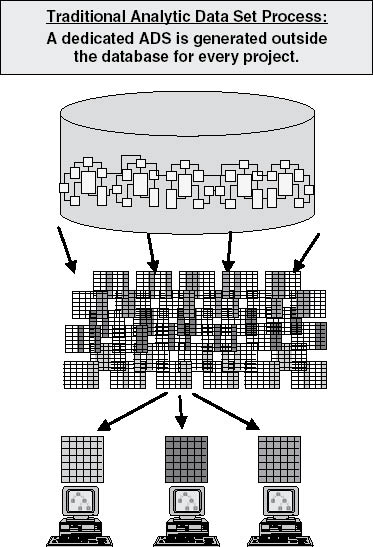 Traditional Analytic Data Set Process:
A dedicated ADS is generated outside
the database for every project.